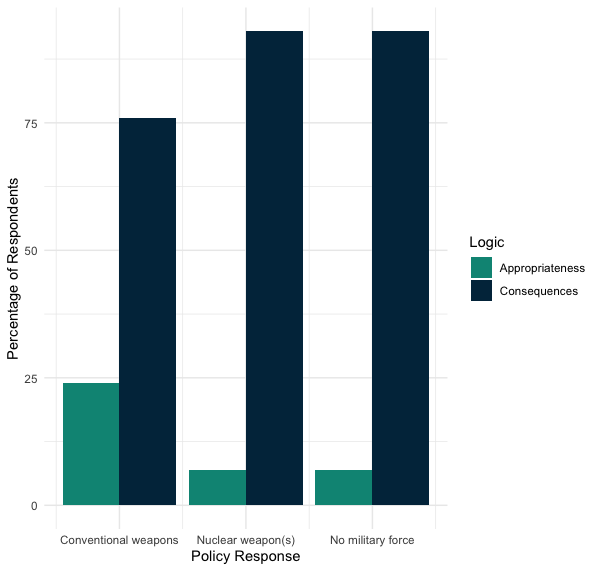 Percentage of Respondents
75
50
25
0
Conventional weapons
Nuclear weapon(s)
No military force
Policy Response
Logic
Appropriateness
Consequences